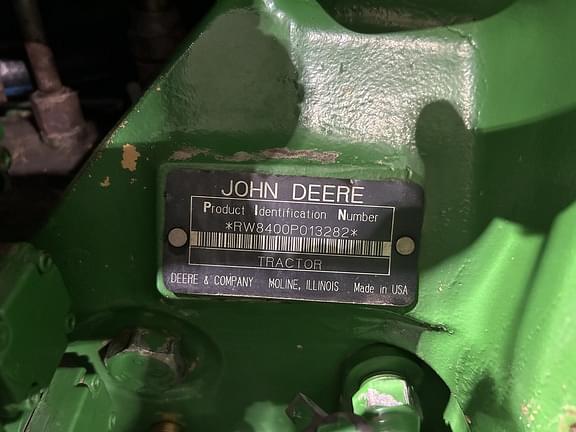 JOHN DEERE
Product Identification Number
*RW8400P013282*
TRACTOR
DEERE & COMPANY MOLINE, ILLINOIS Made in USA